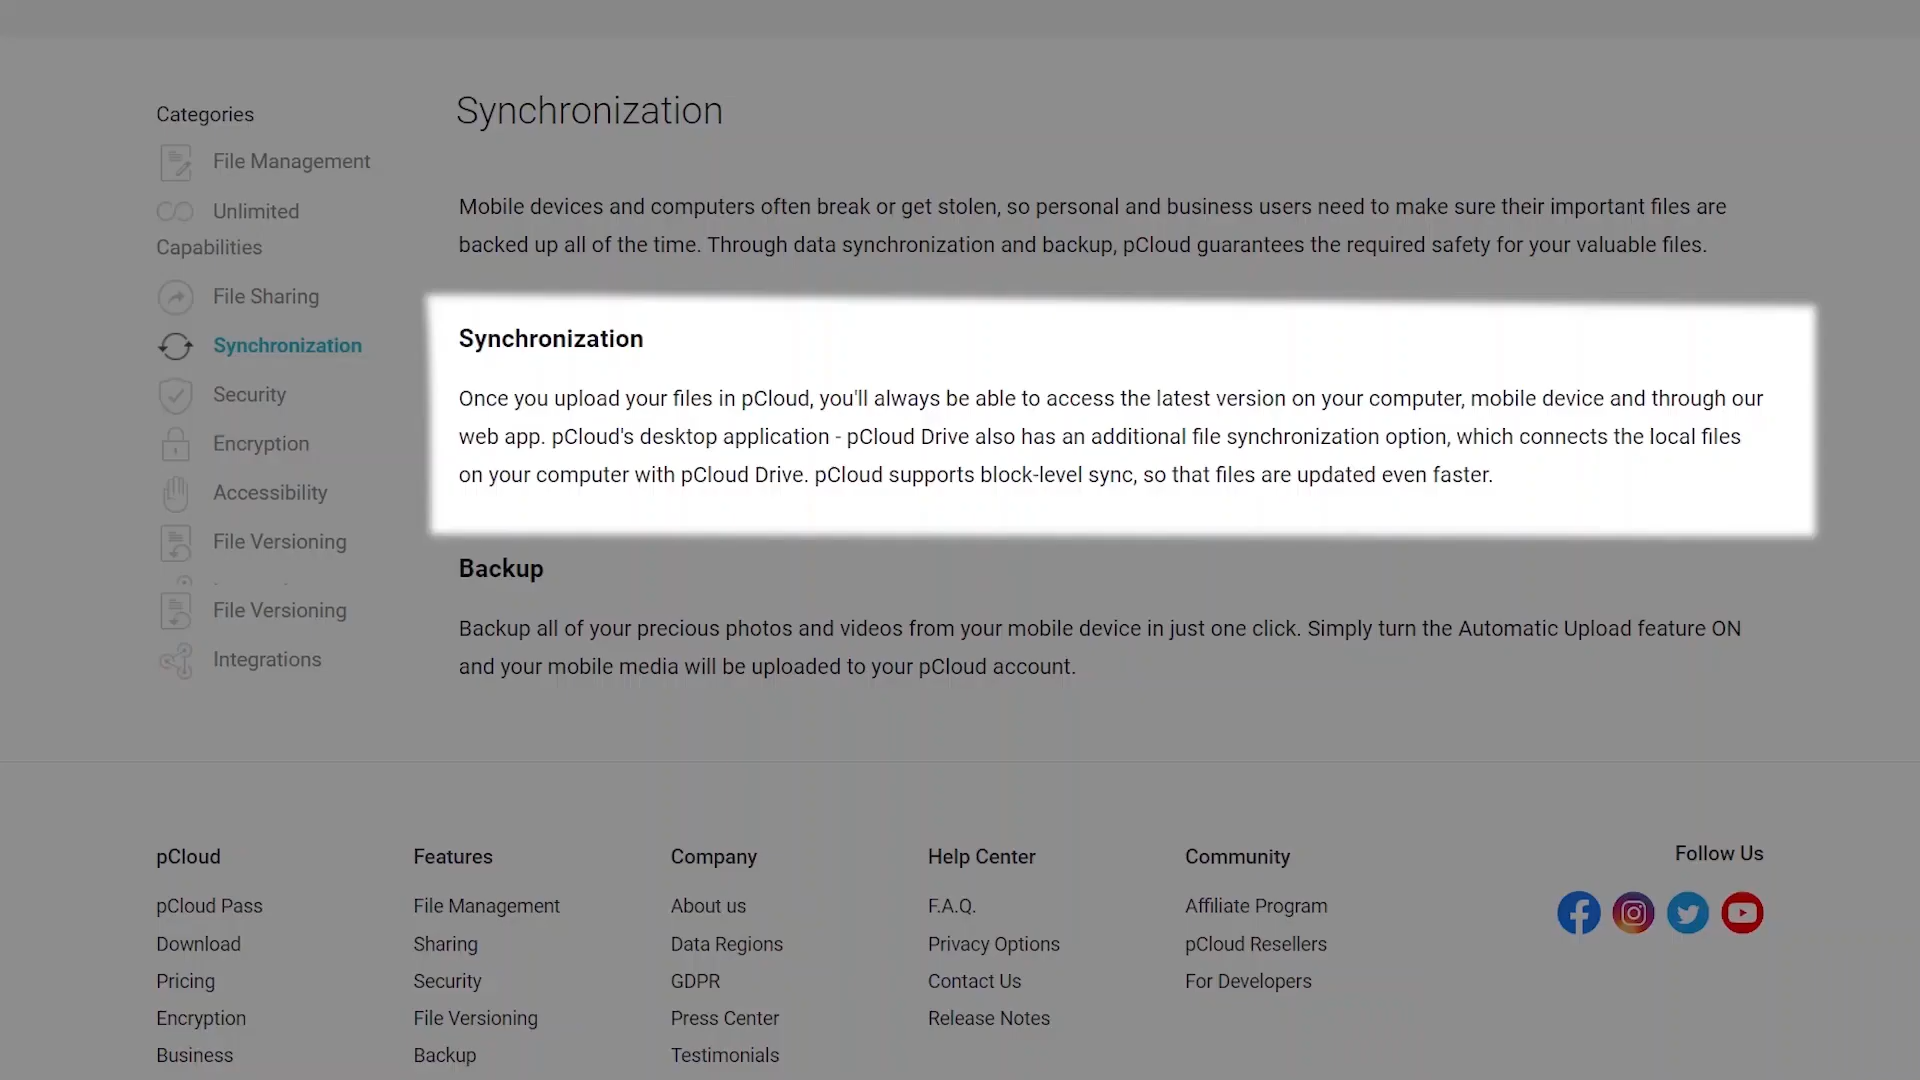 Categories
File Management
Unlimited
Capabilities
File Sharing
Synchronization
Security
Encryption
Accessibility
File Versioning
File Versioning
Integrations
Synchronization
Mobile devices and computers often break or get stolen, so personal and business users need to make sure their important files are
backed up all of the time. Through data synchronization and backup, pCloud guarantees the required safety for your valuable files.
Synchronization
Once you upload your files in pCloud, you'll always be able to access the latest version on your computer, mobile device and through our
web app. pCloud's desktop application - pCloud Drive also has an additional file synchronization option, which connects the local files
on your computer with pCloud Drive. pCloud supports block-level sync, so that files are updated even faster.
Backup
Backup all of your precious photos and videos from your mobile device in just one click. Simply turn the Automatic Upload feature ON
and your mobile media will be uploaded to your pCloud account.
pCloud
pCloud Pass
Download
Pricing
Encryption
Business
Features
File Management
Sharing
Security
File Versioning
Backup
Company
About us
Data Regions
GDPR
Press Center
Testimonials
Help Center
F.A.Q.
Privacy Options
Contact Us
Release Notes
Community
Affiliate Program
pCloud Resellers
For Developers
Follow Us